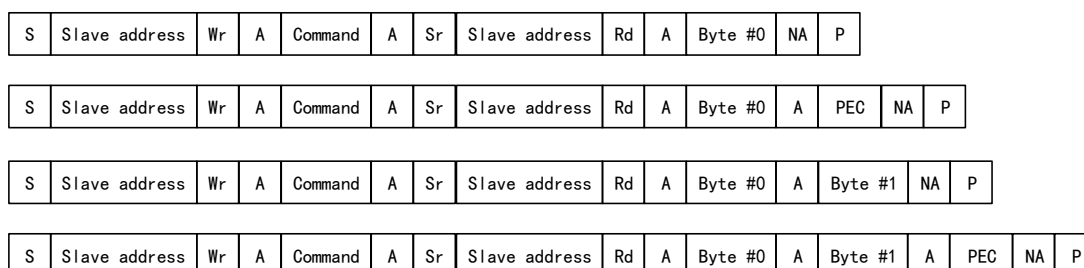 S Slave address Wr A Command A Sr Slave address Rd A Byte #0 NA P
S Slave address Wr A Command A Sr Slave address Rd A Byte #0 A PEC NA P
S Slave address Wr A Command A Sr Slave address Rd A Byte #0 A Byte #1 NA P
S Slave address Wr A Command A Sr Slave address Rd A Byte #0 A Byte #1 A PEC NA P